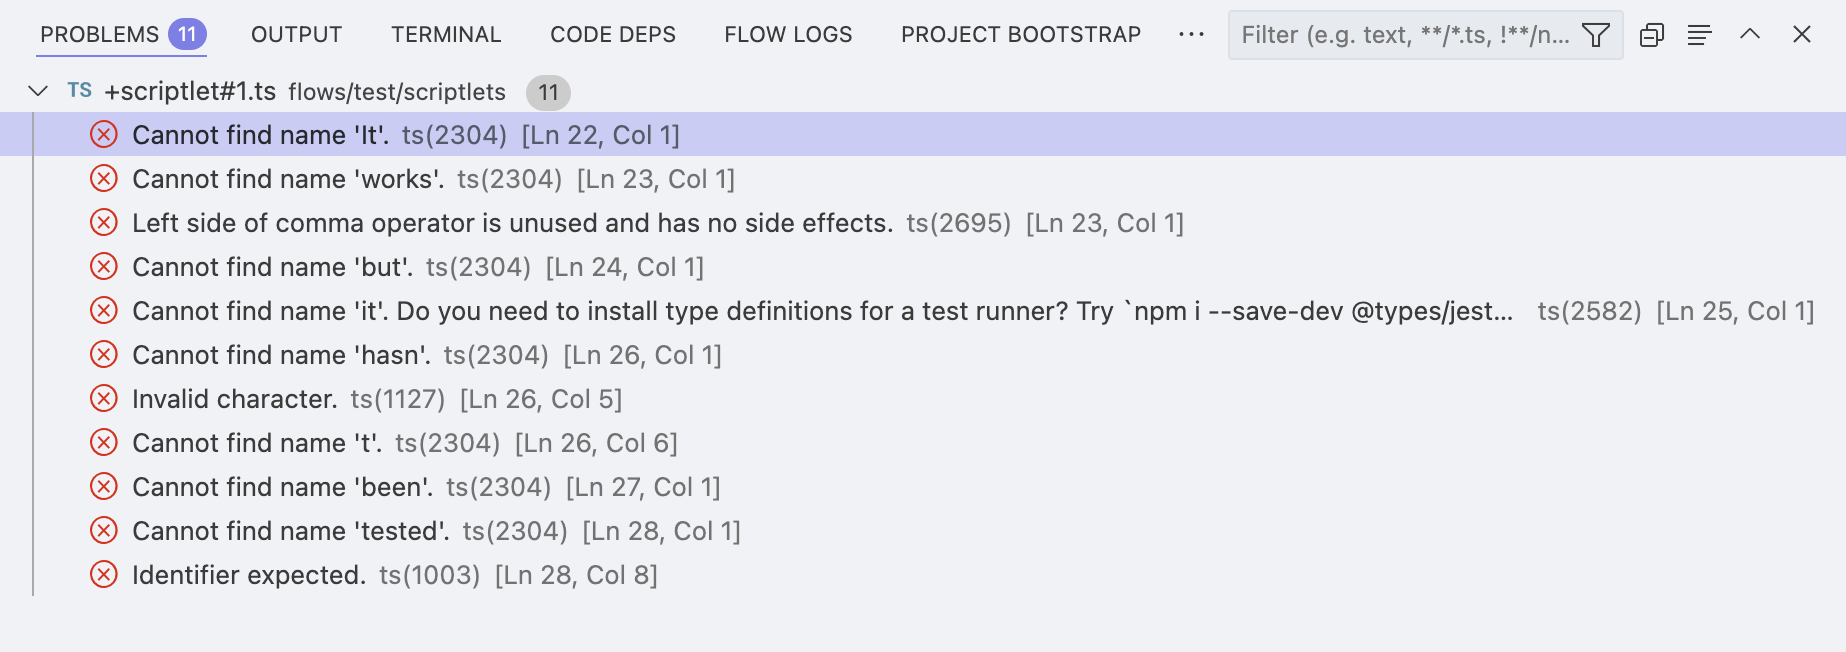 PROBLEMS 11 OUTPUT TERMINAL CODE DEPS FLOW LOGS PROJECT BOOTSTRAP ··· Filter (e.g. text, **/*.ts, !**/n...
TS +scriptlet#1.ts flows/test/scriptlets 11
Cannot find name 'It'. ts(2304) [Ln 22, Col 1]
Cannot find name 'works'. ts(2304) [Ln 23, Col 1]
Left side of comma operator is unused and has no side effects. ts(2695) [Ln 23, Col 1]
Cannot find name 'but'. ts(2304) [Ln 24, Col 1]
Cannot find name 'it'. Do you need to install type definitions for a test runner? Try `npm i --save-dev @types/jest... ts(2582) [Ln 25, Col 1]
Cannot find name 'hasn'. ts(2304) [Ln 26, Col 1]
Invalid character. ts(1127) [Ln 26, Col 5]
Cannot find name 't'. ts(2304) [Ln 26, Col 6]
Cannot find name 'been'. ts(2304) [Ln 27, Col 1]
Cannot find name 'tested'. ts(2304) [Ln 28, Col 1]
Identifier expected. ts(1003) [Ln 28, Col 8]